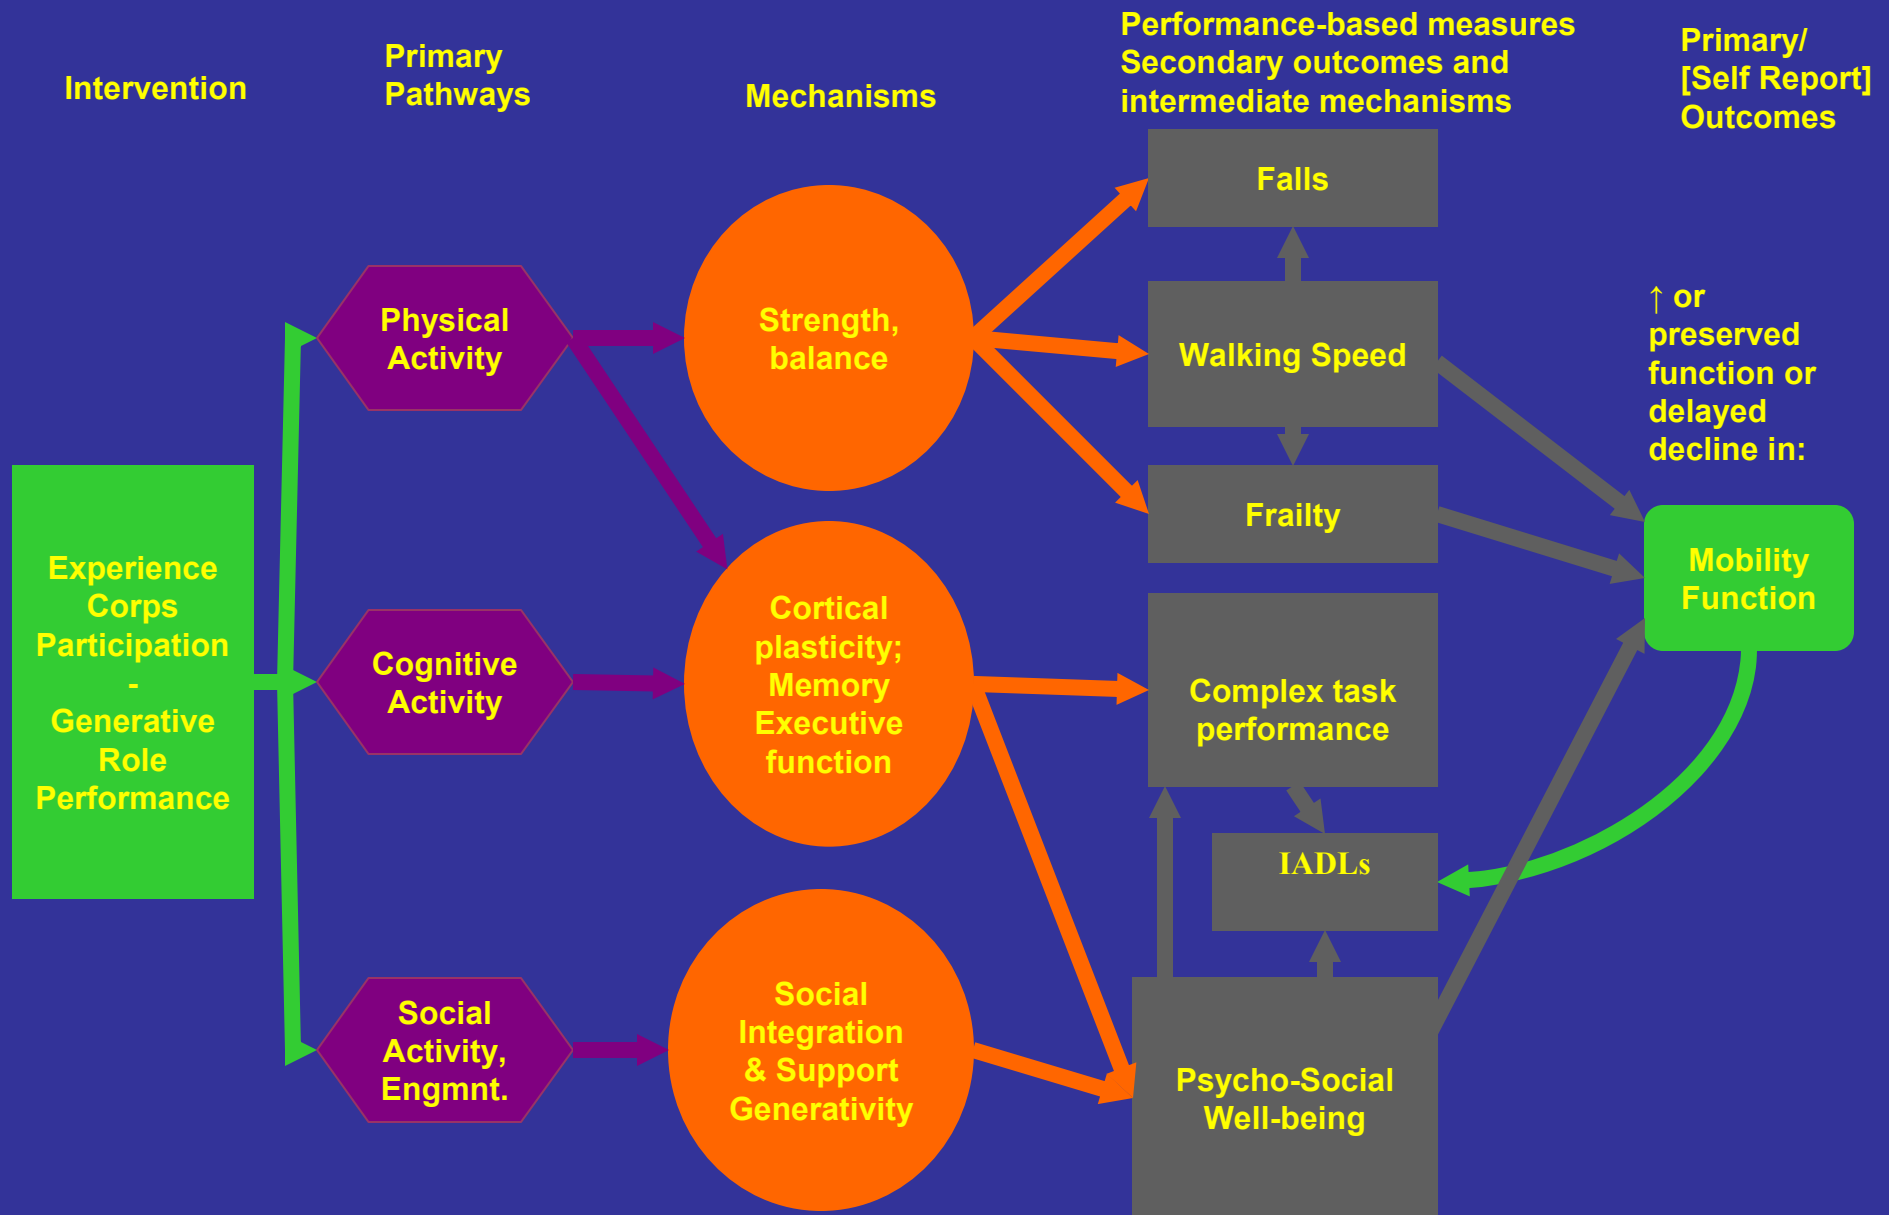 Intervention
Primary
Pathways
Mechanisms
Performance-based measures
Secondary outcomes and
intermediate mechanisms
Primary/
[Self Report]
Outcomes
Experience
Corps
Participation
-
Generative
Role
Performance
Physical
Activity
Cognitive
Activity
Social
Activity,
Engmnt.
Strength,
balance
Cortical
plasticity;
Memory
Executive
function
Social
Integration
& Support
Generativity
Falls
Walking Speed
Frailty
Complex task
performance
IADLs
Psycho-Social
Well-being
↑ or
preserved
function or
delayed
decline in:
Mobility
Function